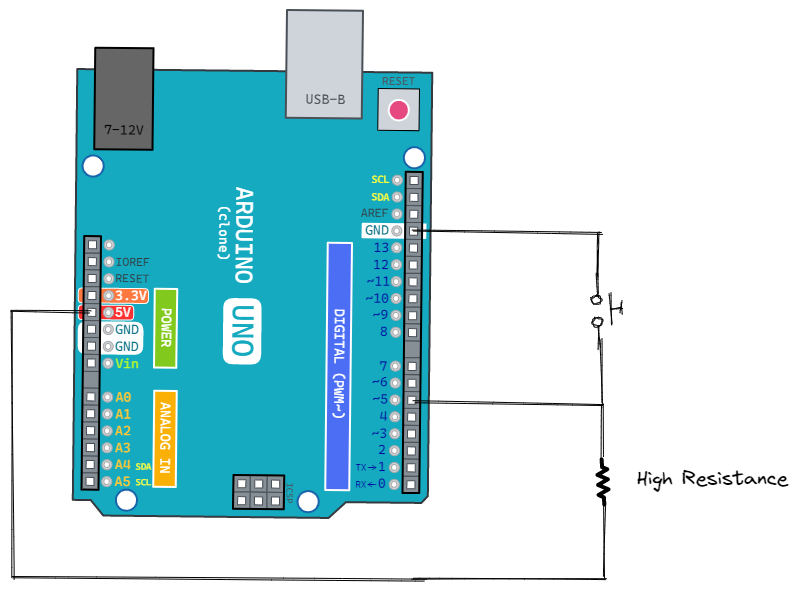 7-12V
USB-B
RESET
ARDUINO
(clone)
UNO
SCL
SDA
AREF
GND
13
12
~11
~10
~9
8
7
~6
~5
4
~3
2
TX→1
RX←0
DIGITAL (PWM~)
IOREF
RESET
3.3V
5V
GND
GND
Vin
POWER
A0
A1
A2
A3
A4 SDA
A5 SCL
ANALOG IN
ICSP
High Resistance